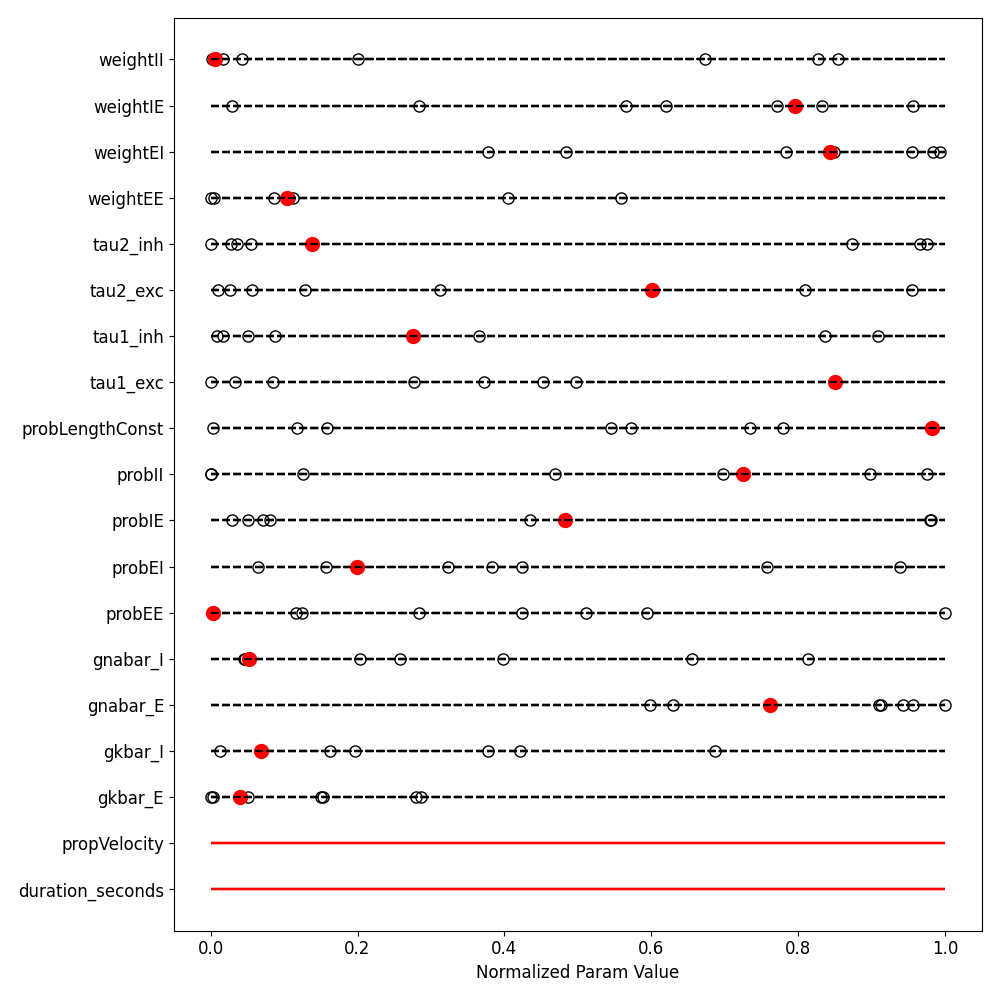 weightII
weightIE
weightEI
weightEE
tau2_inh
tau2_exc
tau1_inh
tau1_exc
probLengthConst
probII
probIE
probEI
probEE
gnabar_I
gnabar_E
gkbar_I
gkbar_E
propVelocity
duration_seconds
0.0 0.2 0.4 0.6 0.8 1.0
Normalized Param Value